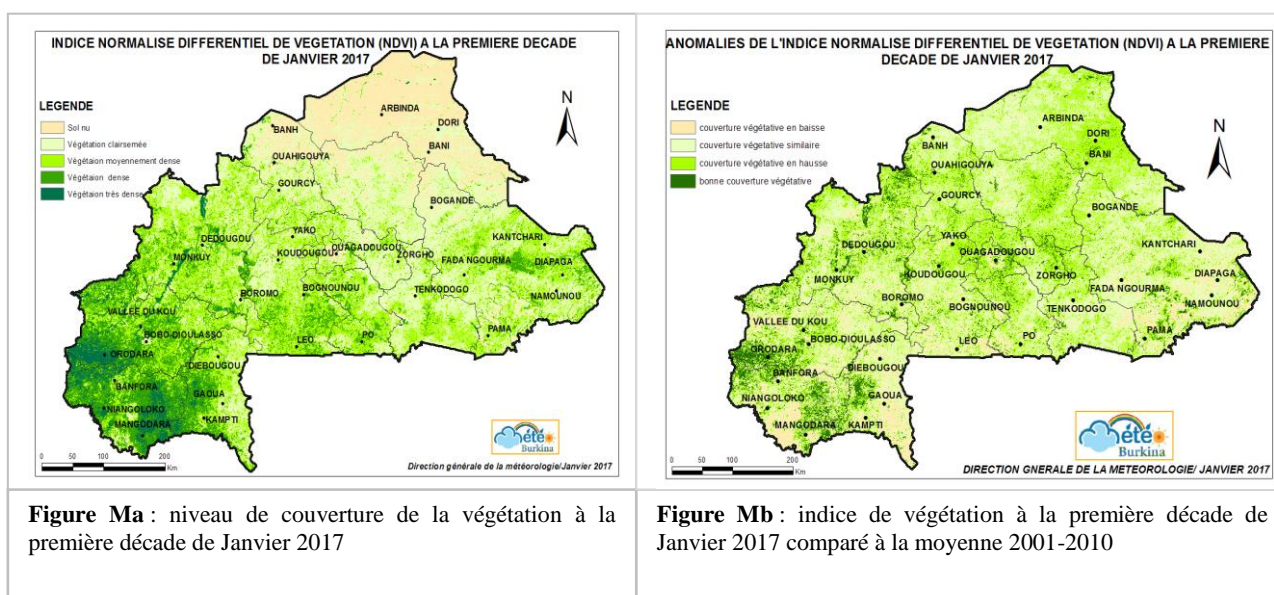 INDICE NORMALISE DIFFERENTIEL DE VEGETATION (NDVI) A LA PREMIERE DECADE
DE JANVIER 2017
LEGENDE
Sol nu
Végétation clairsemée
Végétaion moyennement dense
Végétaion dense
Végétaion très dense
N
ARBINDA
DORI
BANH
BANI
OUAHIGOUYA
GOURCY
BOGANDE
YAKO
KANTCHARI
DEDOUGOU
OUAGADOUGOU
KOUDOUGOU
ZORGHO
FADA NGOURMA
DIAPAGA
MONKUY
BOROMO
BOGNOUNOU
TENKODOGO
NAMOUNOU
VALLEE DU KOU
BOBO-DIOULASSO
PAMA
ORODARA
LEO
PO
DIEBOUGOU
BANFORA
GAOUA
NIANGOLOKO
KAMPTI
MANGODARA
météo
Burkina
0 50 100 200
Km
Direction générale de la météorologie/Janvier 2017
Figure Ma : niveau de couverture de la végétation à la
première décade de Janvier 2017
ANOMALIES DE L'INDICE NORMALISE DIFFERENTIEL DE VEGETATION (NDVI) A LA PREMIERE
DECADE DE JANVIER 2017
LEGENDE
couverture végétative en baisse
couverture végetative similaire
couverture végétative en hausse
bonne couverture végétative
N
ARBINDA
DORI
BANH
BANI
OUAHIGOUYA
GOURCY
BOGANDE
YAKO
KANTCHARI
DEDOUGOU
OUAGADOUGOU
KOUDOUGOU
ZORGHO
FADA NGOURMA
DIAPAGA
MONKUY
BOROMO
BOGNOUNOU
TENKODOGO
NAMOUNOU
VALLEE DU KOU
BOBO-DIOULASSO
PAMA
ORODARA
LEO
PO
DIEBOUGOU
BANFORA
GAOUA
NIANGOLOKO
MANGODARA
KAMPTI
météo
Burkina
0 50 100 200
Km
DIRECTION GNERALE DE LA METEOROLOGIE/ JANVIER 2017
Figure Mb : indice de végétation à la première décade de
Janvier 2017 comparé à la moyenne 2001-2010